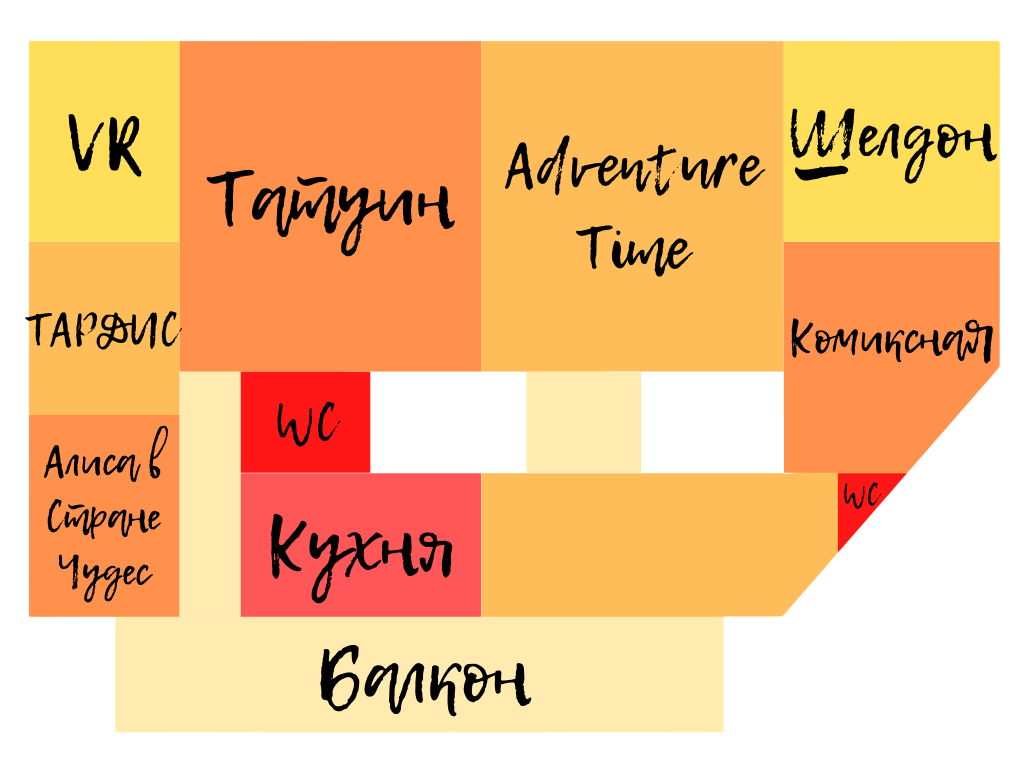 VR
Татуин
Adventure
Time
Шелдон
ТАРДИС
Комиксная
WC
Алиса в
Стране
Чудес
WC
Кухня
Балкон